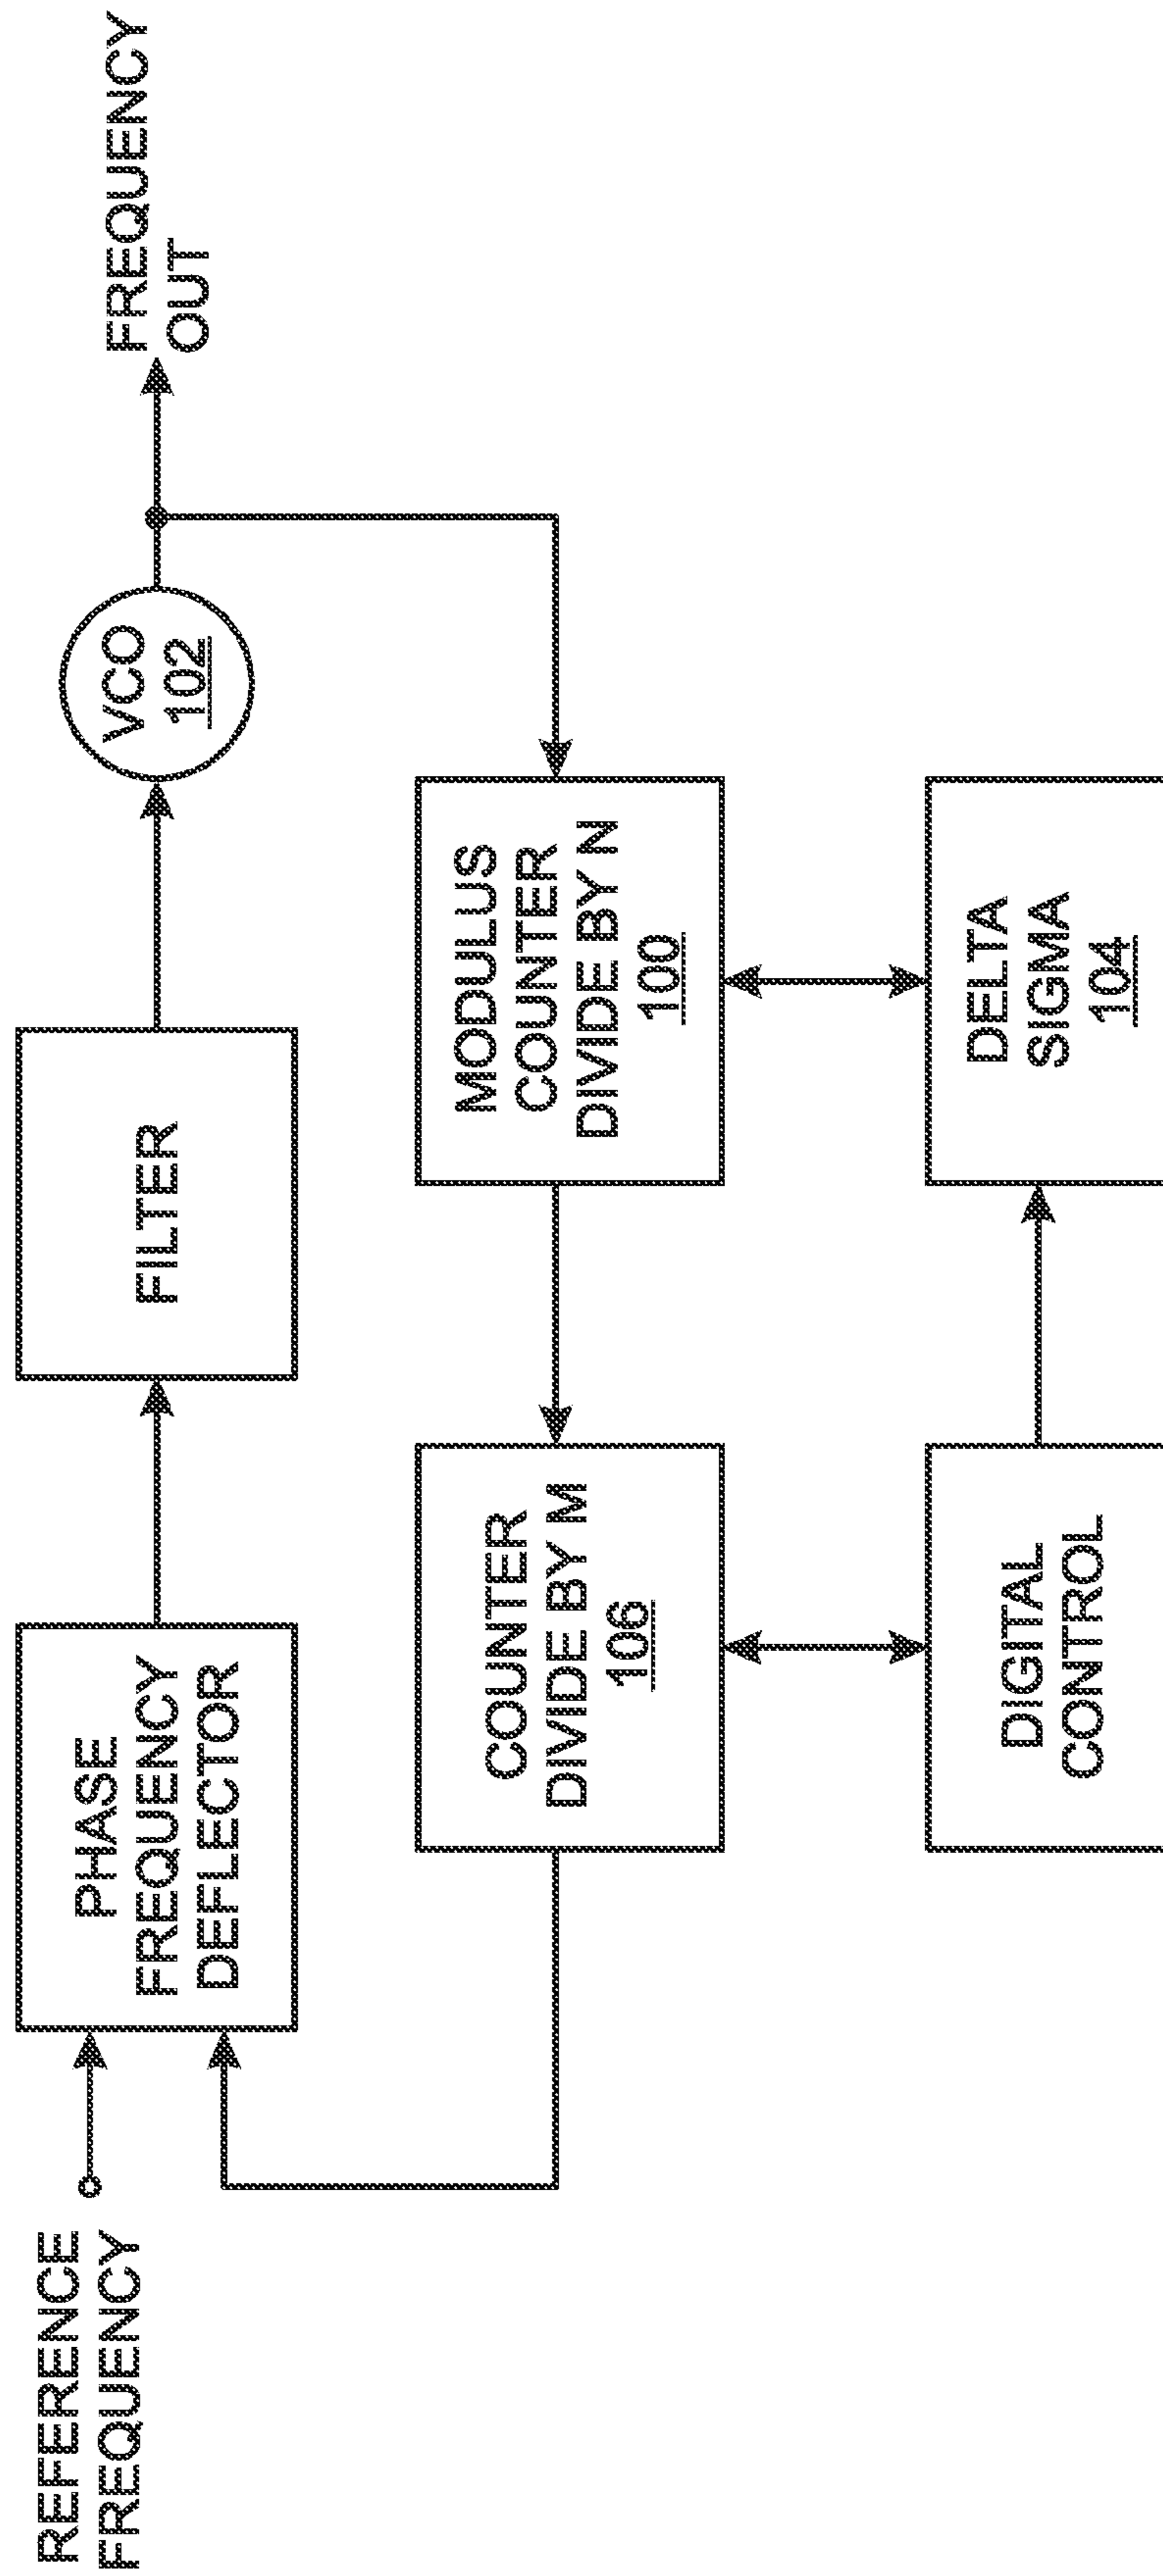 REFERENCE
FREQUENCY
PHASE
FREQUENCY
DEFLECTOR
FILTER
VCO
102
FREQUENCY
OUT
COUNTER
DIVIDE BY M
106
MODULUS
COUNTER
DIVIDE BY N
100
DIGITAL
CONTROL
DELTA
SIGMA
104